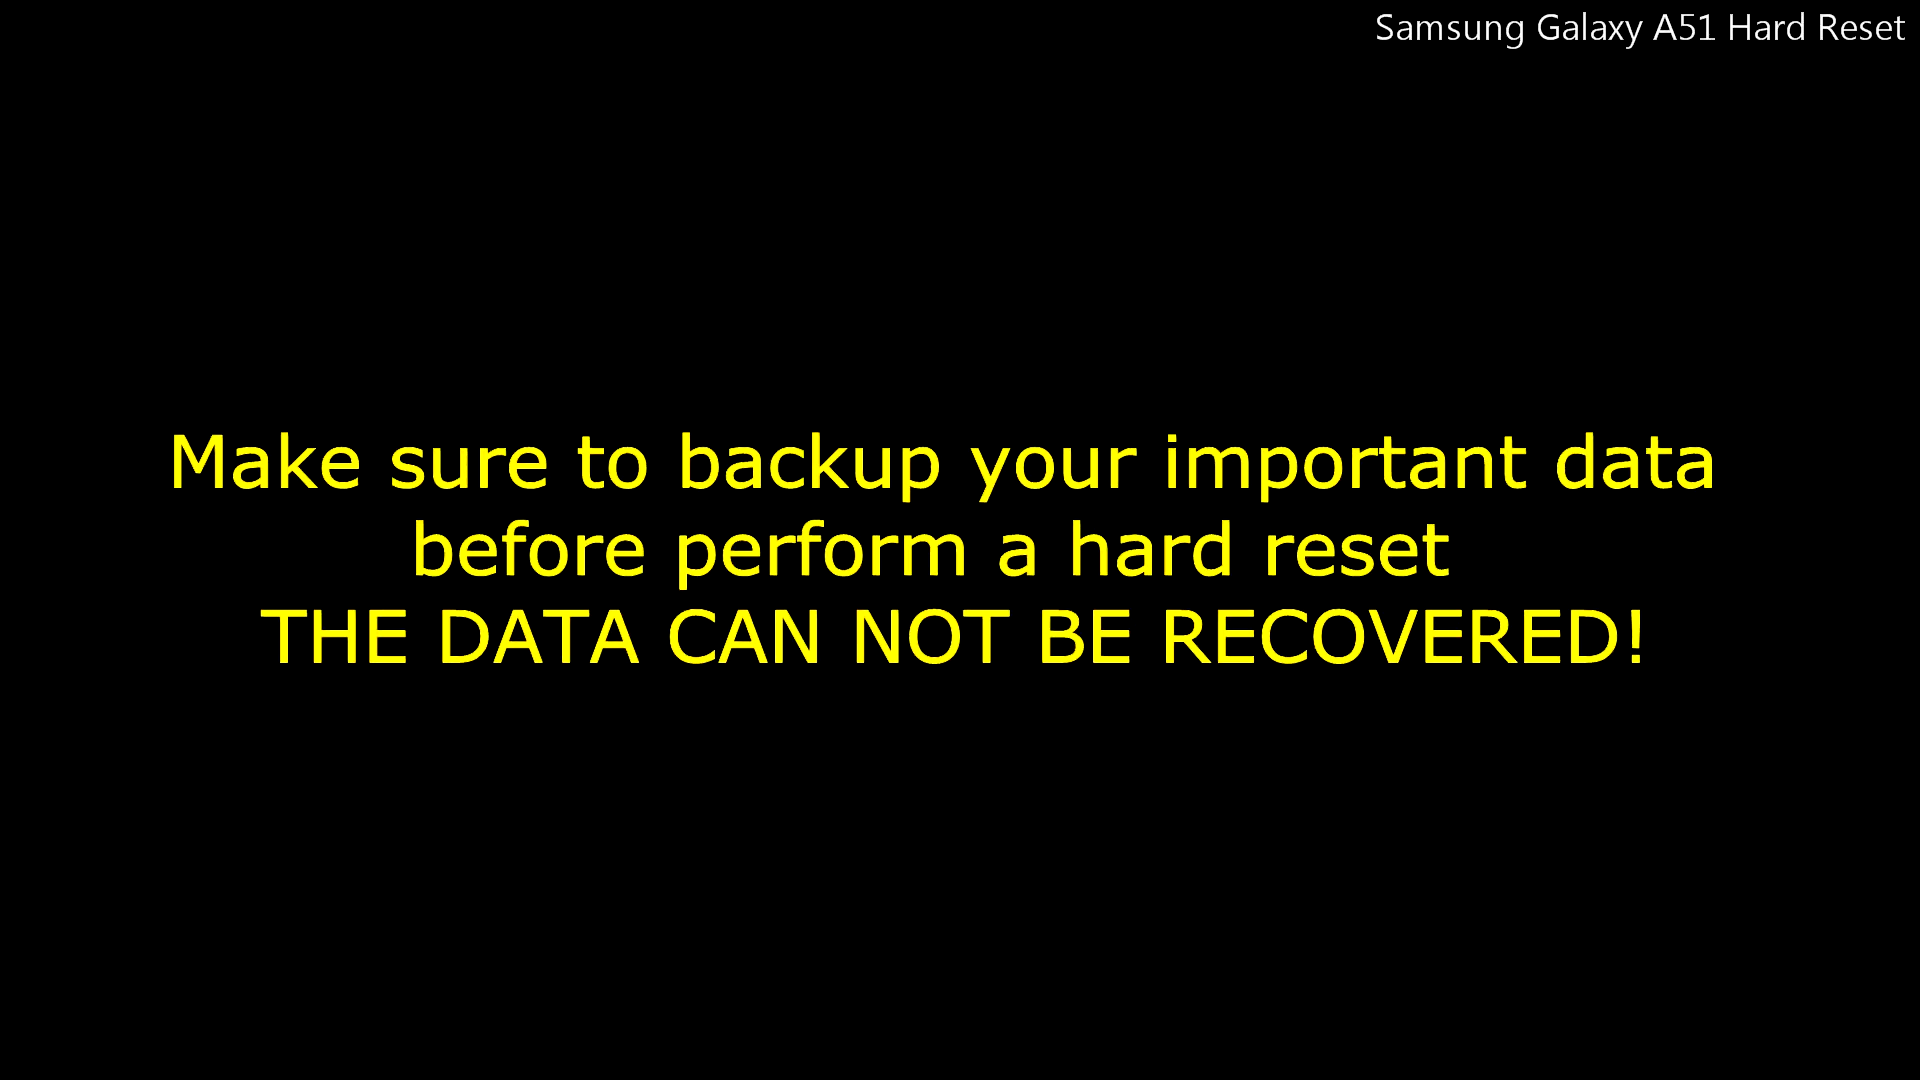 Samsung Galaxy A51 Hard Reset
Make sure to backup your important data
before perform a hard reset
THE DATA CAN NOT BE RECOVERED!